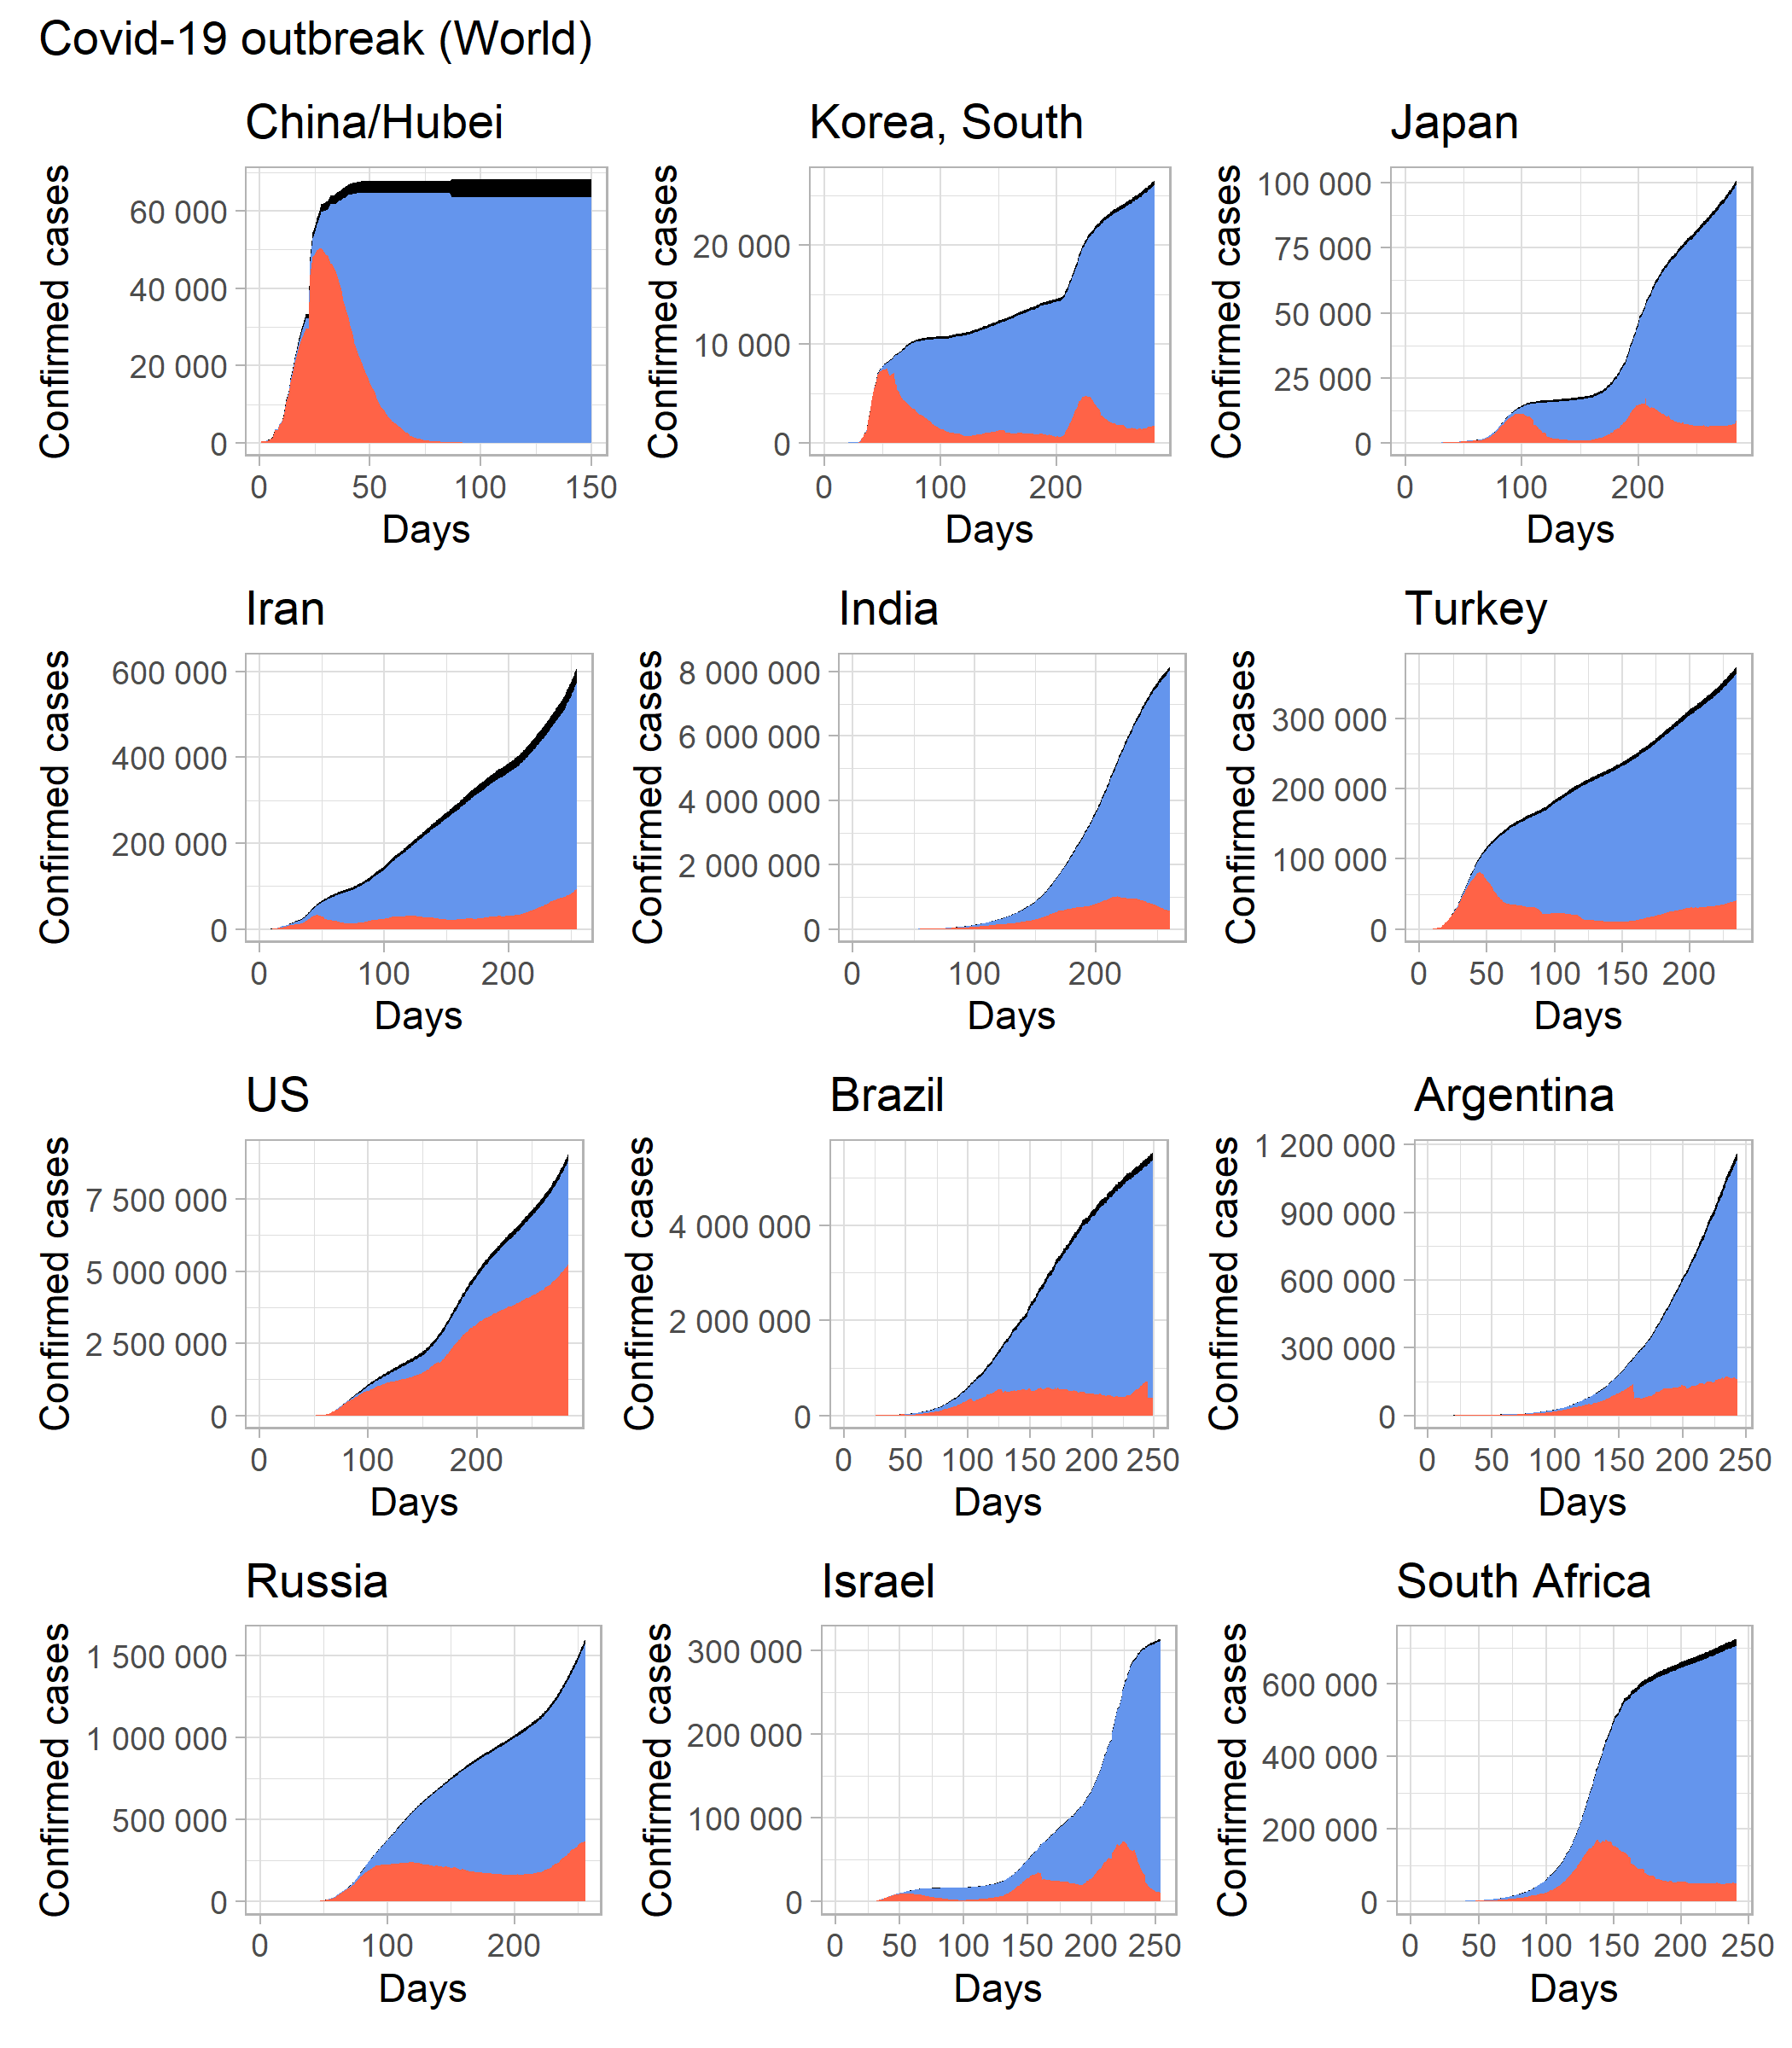 Covid-19 outbreak (World)
China/Hubei
Confirmed cases
60 000
40 000
20 000
0
0 50 100 150
Days
Korea, South
Confirmed cases
20 000
10 000
0
0 100 200
Days
Japan
Confirmed cases
100 000
75 000
50 000
25 000
0
0 100 200
Days
Iran
Confirmed cases
600 000
400 000
200 000
0
0 100 200
Days
India
Confirmed cases
8 000 000
6 000 000
4 000 000
2 000 000
0
0 100 200
Days
Turkey
Confirmed cases
300 000
200 000
100 000
0
0 50 100 150 200
Days
US
Confirmed cases
7 500 000
5 000 000
2 500 000
0
0 100 200
Days
Brazil
Confirmed cases
4 000 000
2 000 000
0
0 50 100 150 200 250
Days
Argentina
Confirmed cases
1 200 000
900 000
600 000
300 000
0
0 50 100 150 200 250
Days
Russia
Confirmed cases
1 500 000
1 000 000
500 000
0
0 100 200
Days
Israel
Confirmed cases
300 000
200 000
100 000
0
0 50 100 150 200 250
Days
South Africa
Confirmed cases
600 000
400 000
200 000
0
0 50 100 150 200 250
Days